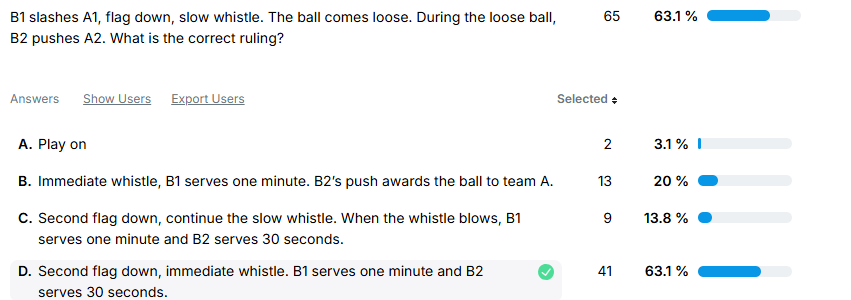 B1 slashes A1, flag down, slow whistle. The ball comes loose. During the loose ball, 65 63.1 %
B2 pushes A2. What is the correct ruling?
Answers Show Users Export Users Selected
A. Play on 2 3.1 %
B. Immediate whistle, B1 serves one minute. B2’s push awards the ball to team A. 13 20 %
C. Second flag down, continue the slow whistle. When the whistle blows, B1 9 13.8 %
serves one minute and B2 serves 30 seconds.
D. Second flag down, immediate whistle. B1 serves one minute and B2 41 63.1 %
serves 30 seconds.